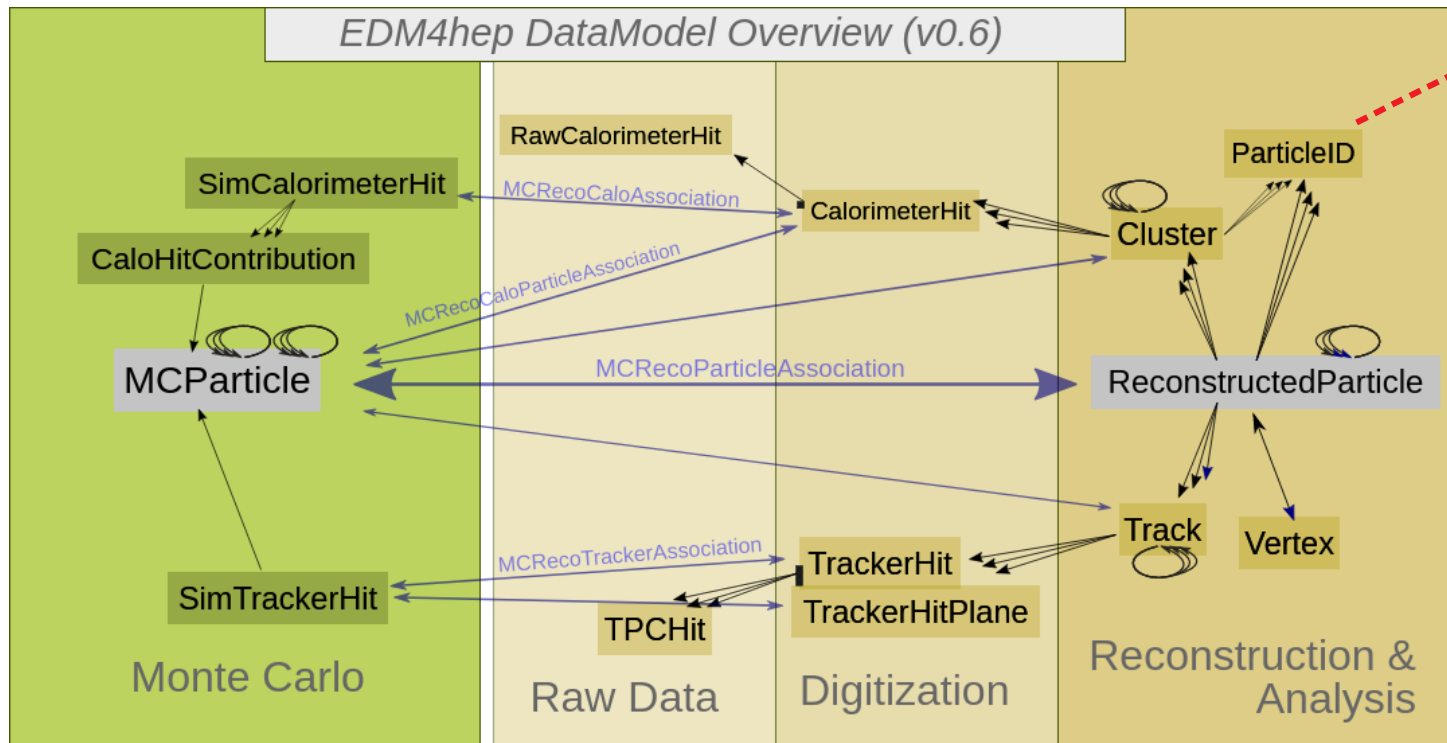 EDM4hep DataModel Overview (v0.6)
RawCalorimeterHit
ParticleID
SimCalorimeterHit
MCRecoCaloAssociation
CalorimeterHit
Cluster
CaloHitContribution
MCRecoCaloParticleAssociation
MCParticle
MCRecoParticleAssociation
ReconstructedParticle
Track
Vertex
MCRecoTrackerAssociation
TrackerHit
SimTrackerHit
TPCHit
TrackerHitPlane
Monte Carlo
Raw Data
Digitization
Reconstruction &
Analysis